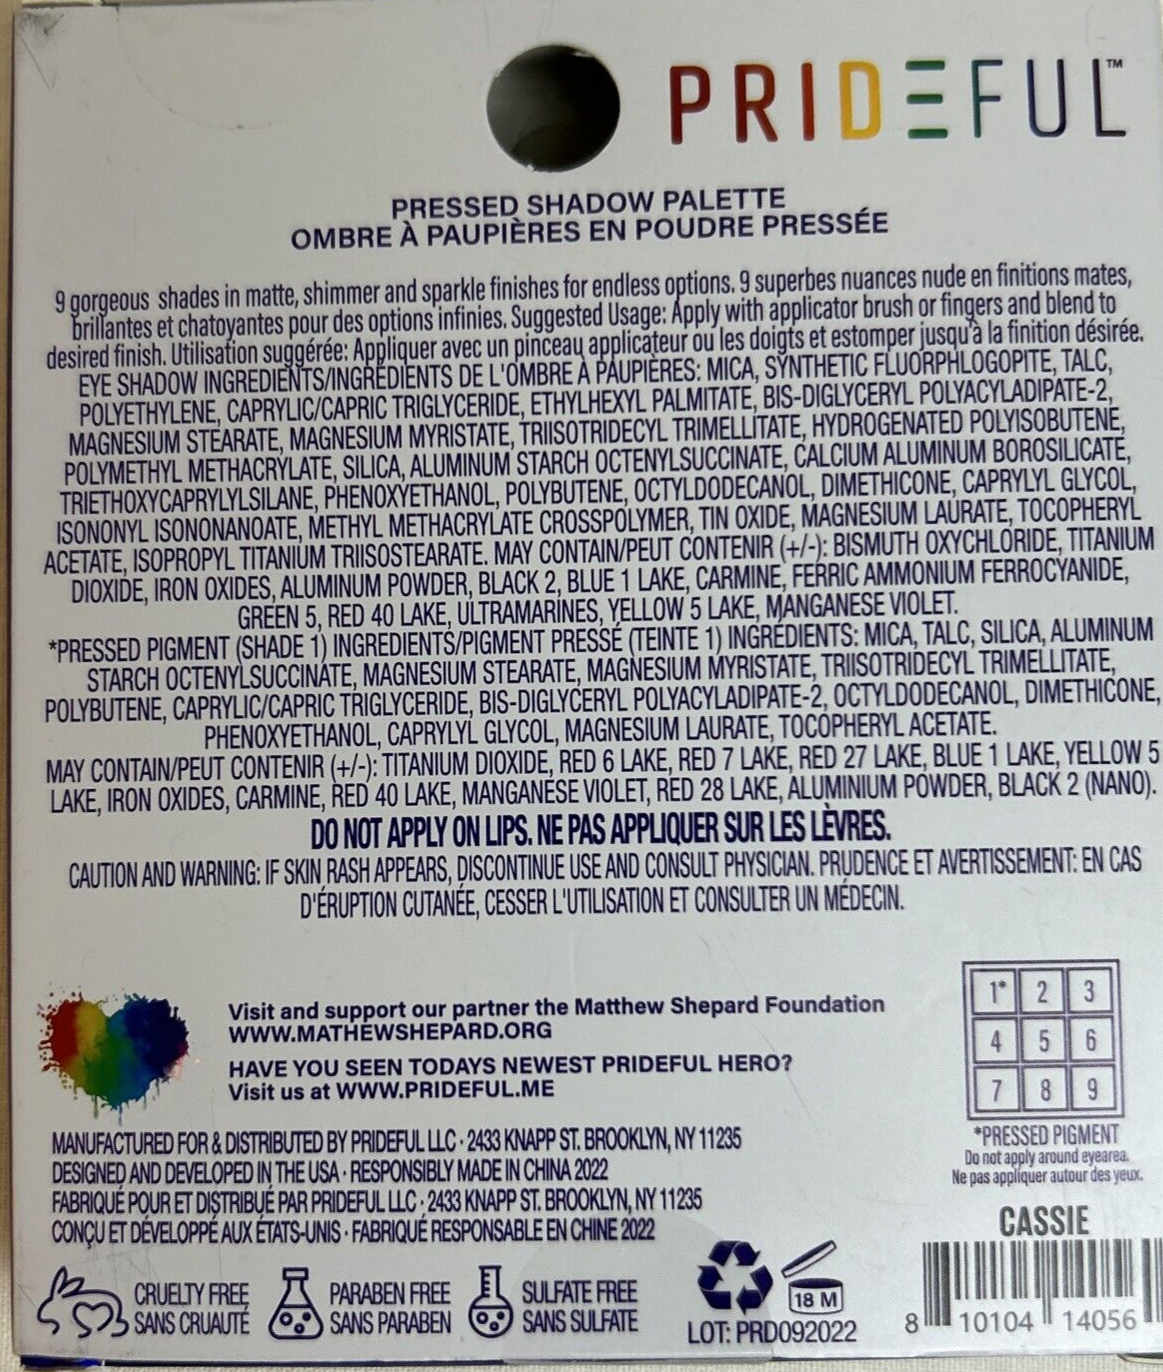 PRIDEFUL™
PRESSED SHADOW PALETTE
OMBRE À PAUPIÈRES EN POUDRE PRESSÉE
9 gorgeous shades in matte, shimmer and sparkle finishes for endless options. 9 superbes nuances nude en finitions mates,
brillantes et chatoyantes pour des options infinies. Suggested Usage: Apply with applicator brush or fingers and blend to
desired finish. Utilisation suggérée: Appliquer avec un pinceau applicateur ou les doigts et estomper jusqu'à la finition désirée.
EYE SHADOW INGREDIENTS/INGRÉDIENTS DE L'OMBRE À PAUPIÈRES: MICA, SYNTHETIC FLUORPHLOGOPITE, TALC,
POLYETHYLENE, CAPRYLIC/CAPRIC TRIGLYCERIDE, ETHYLHEXYL PALMITATE, BIS-DIGLYCERYL POLYACYLADIPATE-2,
MAGNESIUM STEARATE, MAGNESIUM MYRISTATE, TRIISOTRIDECYL TRIMELLITATE, HYDROGENATED POLYISOBUTENE,
POLYMETHYL METHACRYLATE, SILICA, ALUMINUM STARCH OCTENYLSUCCINATE, CALCIUM ALUMINUM BOROSILICATE,
TRIETHOXYCAPRYLYLSILANE, PHENOXYETHANOL, POLYBUTENE, OCTYLDODECANOL, DIMETHICONE, CAPRYLYL GLYCOL,
ISONONYL ISONONANOATE, METHYL METHACRYLATE CROSSPOLYMER, TIN OXIDE, MAGNESIUM LAURATE, TOCOPHERYL
ACETATE, ISOPROPYL TITANIUM TRIISOSTEARATE. MAY CONTAIN/PEUT CONTENIR (+/-): BISMUTH OXYCHLORIDE, TITANIUM
DIOXIDE, IRON OXIDES, ALUMINUM POWDER, BLACK 2, BLUE 1 LAKE, CARMINE, FERRIC AMMONIUM FERROCYANIDE,
GREEN 5, RED 40 LAKE, ULTRAMARINES, YELLOW 5 LAKE, MANGANESE VIOLET.
*PRESSED PIGMENT (SHADE 1) INGREDIENTS/PIGMENT PRESSÉ (TEINTE 1) INGRÉDIENTS: MICA, TALC, SILICA, ALUMINUM
STARCH OCTENYLSUCCINATE, MAGNESIUM STEARATE, MAGNESIUM MYRISTATE, TRIISOTRIDECYL TRIMELLITATE,
POLYBUTENE, CAPRYLIC/CAPRIC TRIGLYCERIDE, BIS-DIGLYCERYL POLYACYLADIPATE-2, OCTYLDODECANOL, DIMETHICONE,
PHENOXYETHANOL, CAPRYLYL GLYCOL, MAGNESIUM LAURATE, TOCOPHERYL ACETATE.
MAY CONTAIN/PEUT CONTENIR (+/-): TITANIUM DIOXIDE, RED 6 LAKE, RED 7 LAKE, RED 27 LAKE, BLUE 1 LAKE, YELLOW 5
LAKE, IRON OXIDES, CARMINE, RED 40 LAKE, MANGANESE VIOLET, RED 28 LAKE, ALUMINIUM POWDER, BLACK 2 (NANO).
DO NOT APPLY ON LIPS. NE PAS APPLIQUER SUR LES LÈVRES.
CAUTION AND WARNING: IF SKIN RASH APPEARS, DISCONTINUE USE AND CONSULT PHYSICIAN. PRUDENCE ET AVERTISSEMENT: EN CAS
D'ÉRUPTION CUTANÉE, CESSER L'UTILISATION ET CONSULTER UN MÉDECIN.
Visit and support our partner the Matthew Shepard Foundation
WWW.MATHEWSHEPARD.ORG
HAVE YOU SEEN TODAYS NEWEST PRIDEFUL HERO?
Visit us at WWW.PRIDEFUL.ME
1* 2 3
4 5 6
7 8 9
*PRESSED PIGMENT
Do not apply around eyearea.
Ne pas appliquer autour des yeux.
MANUFACTURED FOR & DISTRIBUTED BY PRIDEFUL LLC · 2433 KNAPP ST. BROOKLYN, NY 11235
DESIGNED AND DEVELOPED IN THE USA · RESPONSIBLY MADE IN CHINA 2022
FABRIQUÉ POUR ET DISTRIBUÉ PAR PRIDEFUL LLC · 2433 KNAPP ST. BROOKLYN, NY 11235
CONÇU ET DÉVELOPPÉ AUX ÉTATS-UNIS · FABRIQUÉ RESPONSABLE EN CHINE 2022
CASSIE
CRUELTY FREE
SANS CRUAUTÉ
PARABEN FREE
SANS PARABEN
SULFATE FREE
SANS SULFATE
18 M
LOT: PRD092022
8 10104 14056